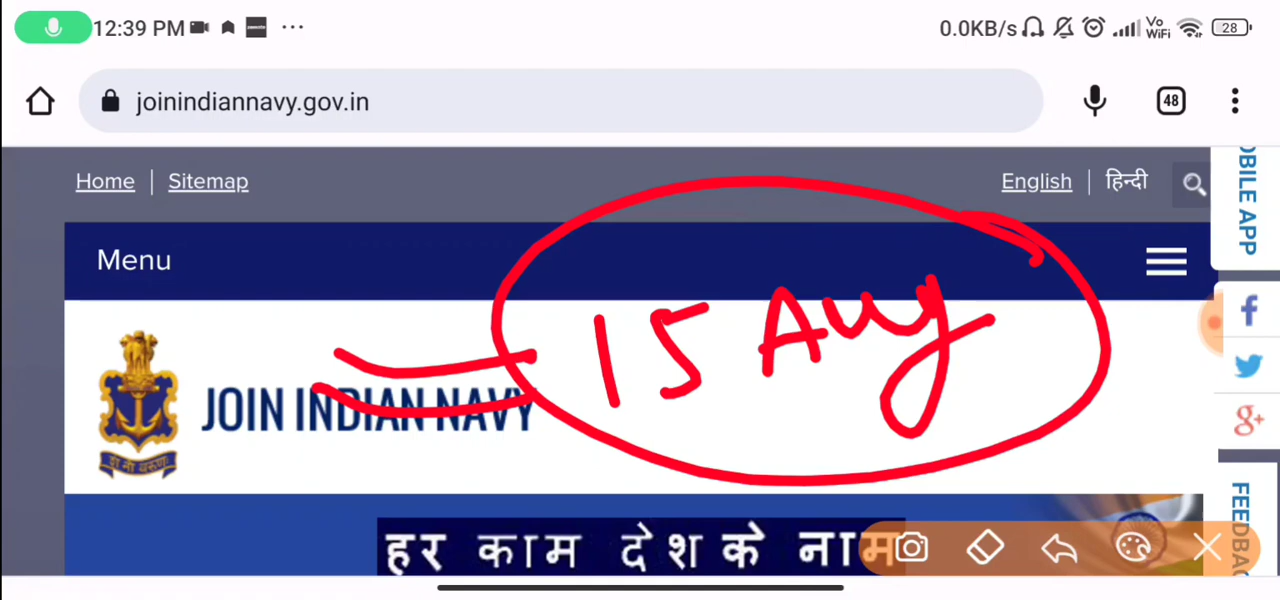 12:39 PM
0.0KB/s
Vo
WiFi
28
joinindiannavy.gov.in
48
Home | Sitemap
English | हिन्दी
OBILE APP
Menu
15 Aug
JOIN INDIAN NAVY
हर काम देश के नाम
FEEDBAC